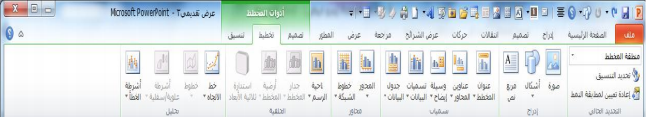 عرض تقديمي٢ - Microsoft PowerPoint
أدوات المخطط
ملف الصفحة الرئيسية إدراج تصميم انتقالات حركات عرض الشرائح مراجعة عرض المطور تصميم تخطيط تنسيق
منطقة المخطط
تحديد التنسيق
إعادة تعيين لمطابقة النمط
التحديد الحالي
صورة أشكال مربع نص
إدراج
عنوان المخطط عناوين المحاور وسيلة إيضاح تسميات البيانات جدول البيانات
تسميات
المحاور خطوط الشبكة
محاور
ناحية الرسم جدار المخطط أرضية المخطط استدارة ثلاثية الأبعاد
الخلفية
خط الاتجاه خطوط أشرطة علوية/سفلية أشرطة الخطأ
تحليل